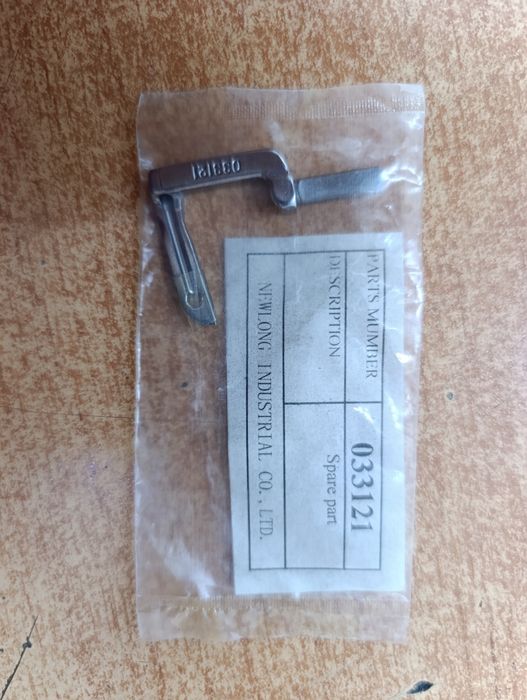 033121
PARTS MUMBER 033121
DESCRIPTION Spare part
NEWLONG INDUSTRIAL CO., LTD.